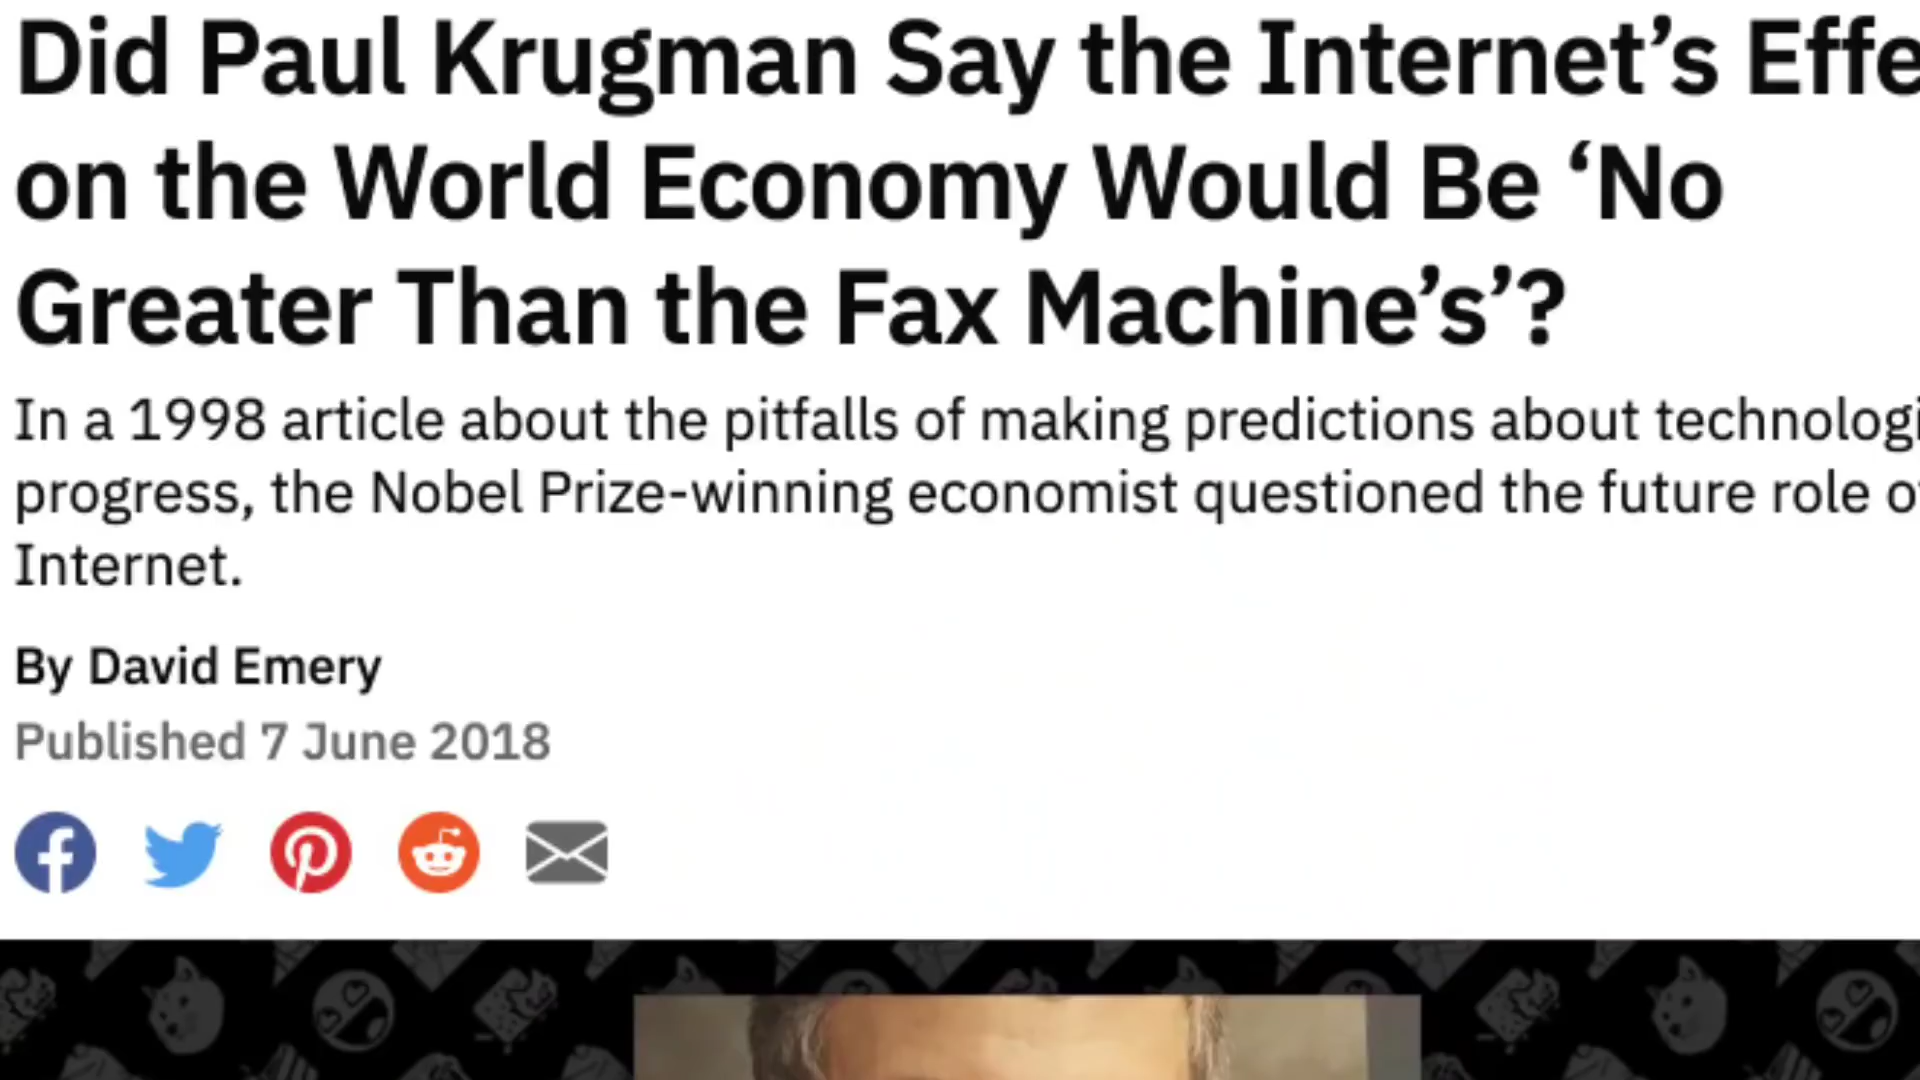 Did Paul Krugman Say the Internet’s Effe
on the World Economy Would Be ‘No
Greater Than the Fax Machine’s’?
In a 1998 article about the pitfalls of making predictions about technologi
progress, the Nobel Prize-winning economist questioned the future role o
Internet.
By David Emery
Published 7 June 2018